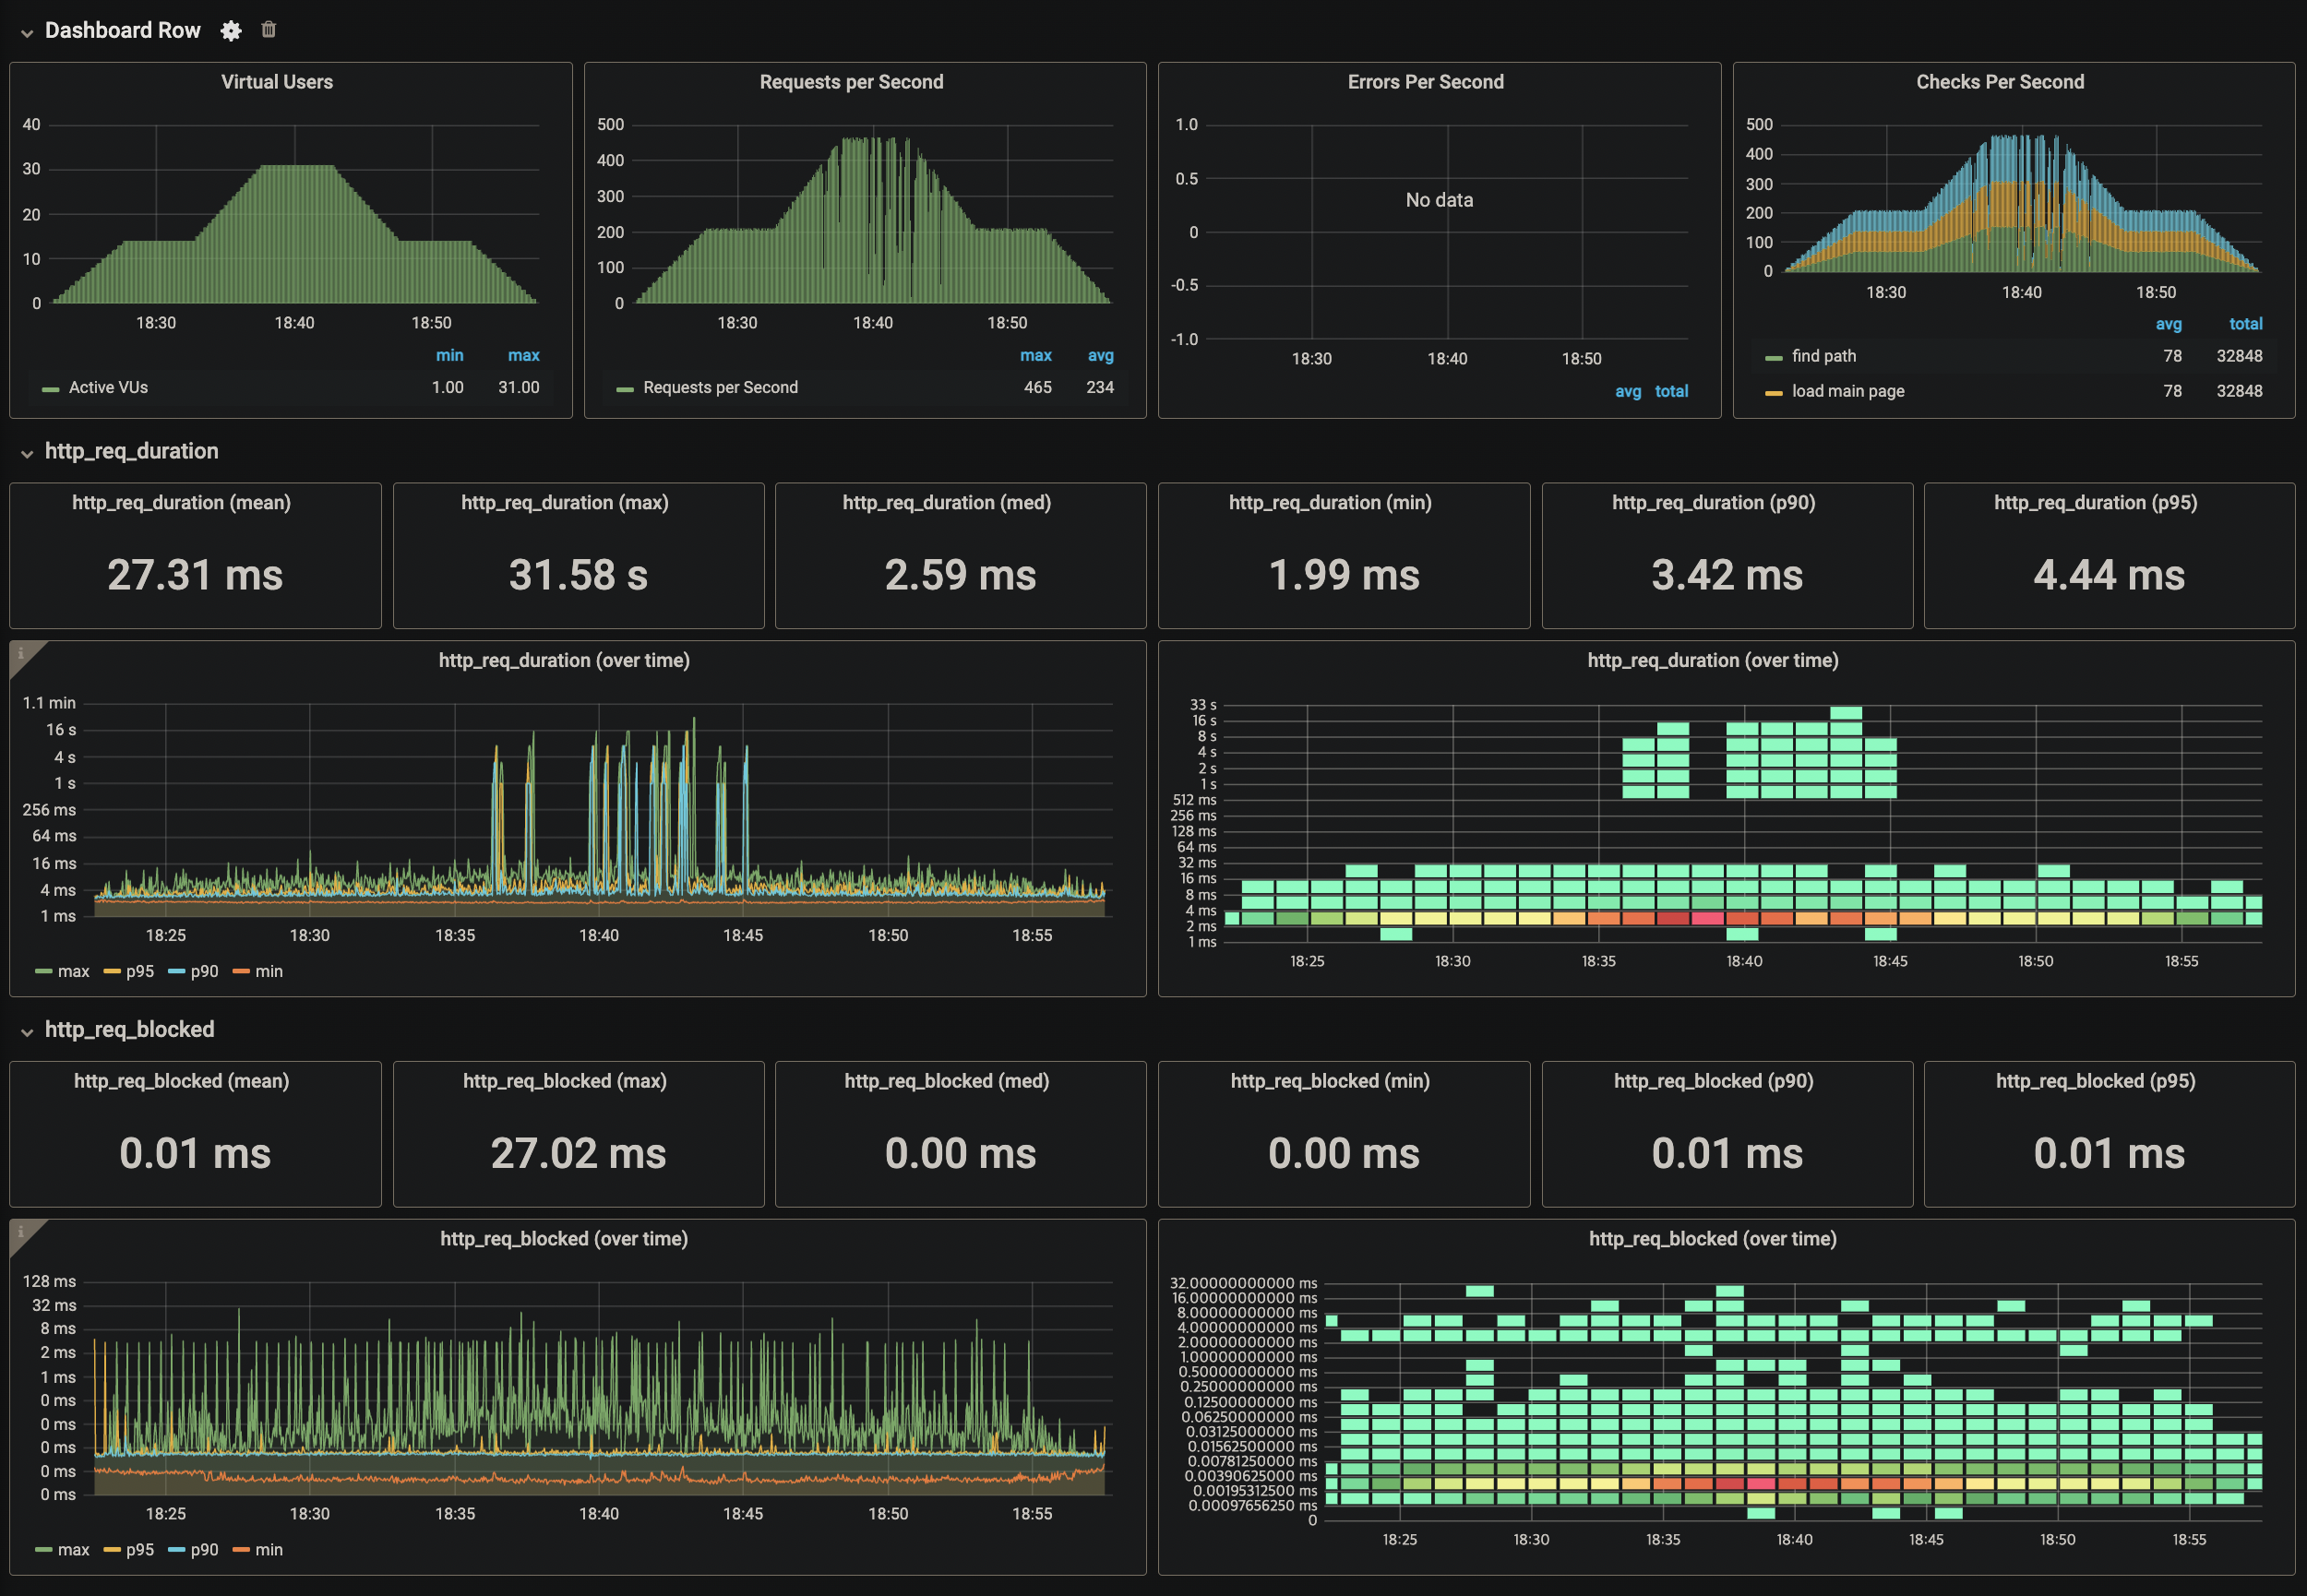 Dashboard Row
Virtual Users
40
30
20
10
0
18:30 18:40 18:50
min max
Active VUs 1.00 31.00
Requests per Second
500
400
300
200
100
0
18:30 18:40 18:50
max avg
Requests per Second 465 234
Errors Per Second
1.0
0.5
0
-0.5
-1.0
No data
18:30 18:40 18:50
avg total
Checks Per Second
500
400
300
200
100
0
18:30 18:40 18:50
avg total
find path 78 32848
load main page 78 32848
http_req_duration
http_req_duration (mean)
27.31 ms
http_req_duration (max)
31.58 s
http_req_duration (med)
2.59 ms
http_req_duration (min)
1.99 ms
http_req_duration (p90)
3.42 ms
http_req_duration (p95)
4.44 ms
i
http_req_duration (over time)
1.1 min
16 s
4 s
1 s
256 ms
64 ms
16 ms
4 ms
1 ms
18:25 18:30 18:35 18:40 18:45 18:50 18:55
max p95 p90 min
http_req_duration (over time)
33 s
16 s
8 s
4 s
2 s
1 s
512 ms
256 ms
128 ms
64 ms
32 ms
16 ms
8 ms
4 ms
2 ms
1 ms
18:25 18:30 18:35 18:40 18:45 18:50 18:55
http_req_blocked
http_req_blocked (mean)
0.01 ms
http_req_blocked (max)
27.02 ms
http_req_blocked (med)
0.00 ms
http_req_blocked (min)
0.00 ms
http_req_blocked (p90)
0.01 ms
http_req_blocked (p95)
0.01 ms
i
http_req_blocked (over time)
128 ms
32 ms
8 ms
2 ms
1 ms
0 ms
0 ms
0 ms
0 ms
0 ms
18:25 18:30 18:35 18:40 18:45 18:50 18:55
max p95 p90 min
http_req_blocked (over time)
32.00000000000 ms
16.00000000000 ms
8.00000000000 ms
4.00000000000 ms
2.00000000000 ms
1.00000000000 ms
0.50000000000 ms
0.25000000000 ms
0.12500000000 ms
0.06250000000 ms
0.03125000000 ms
0.01562500000 ms
0.00781250000 ms
0.00390625000 ms
0.00195312500 ms
0.00097656250 ms
0
18:25 18:30 18:35 18:40 18:45 18:50 18:55